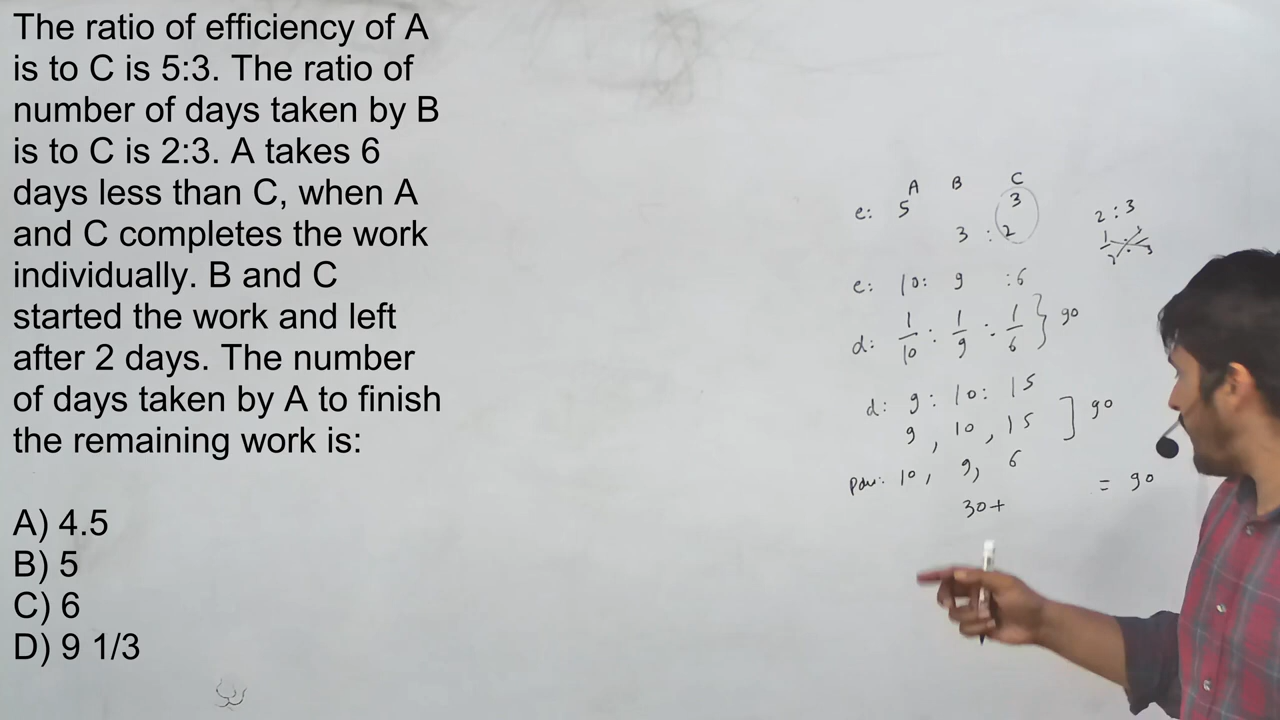 The ratio of efficiency of A
is to C is 5:3. The ratio of
number of days taken by B
is to C is 2:3. A takes 6
days less than C, when A
and C completes the work
individually. B and C
started the work and left
after 2 days. The number
of days taken by A to finish
the remaining work is:
A) 4.5
B) 5
C) 6
D) 9 1/3
A B C
e: 5 3
3 : 2
2 : 3
e: 10: 9 :6
d: 1/10 : 1/9 : 1/6 } 90
d: 9 : 10 : 15
9 , 10 , 15 ] 90
10, 9, 6
30+ = 90